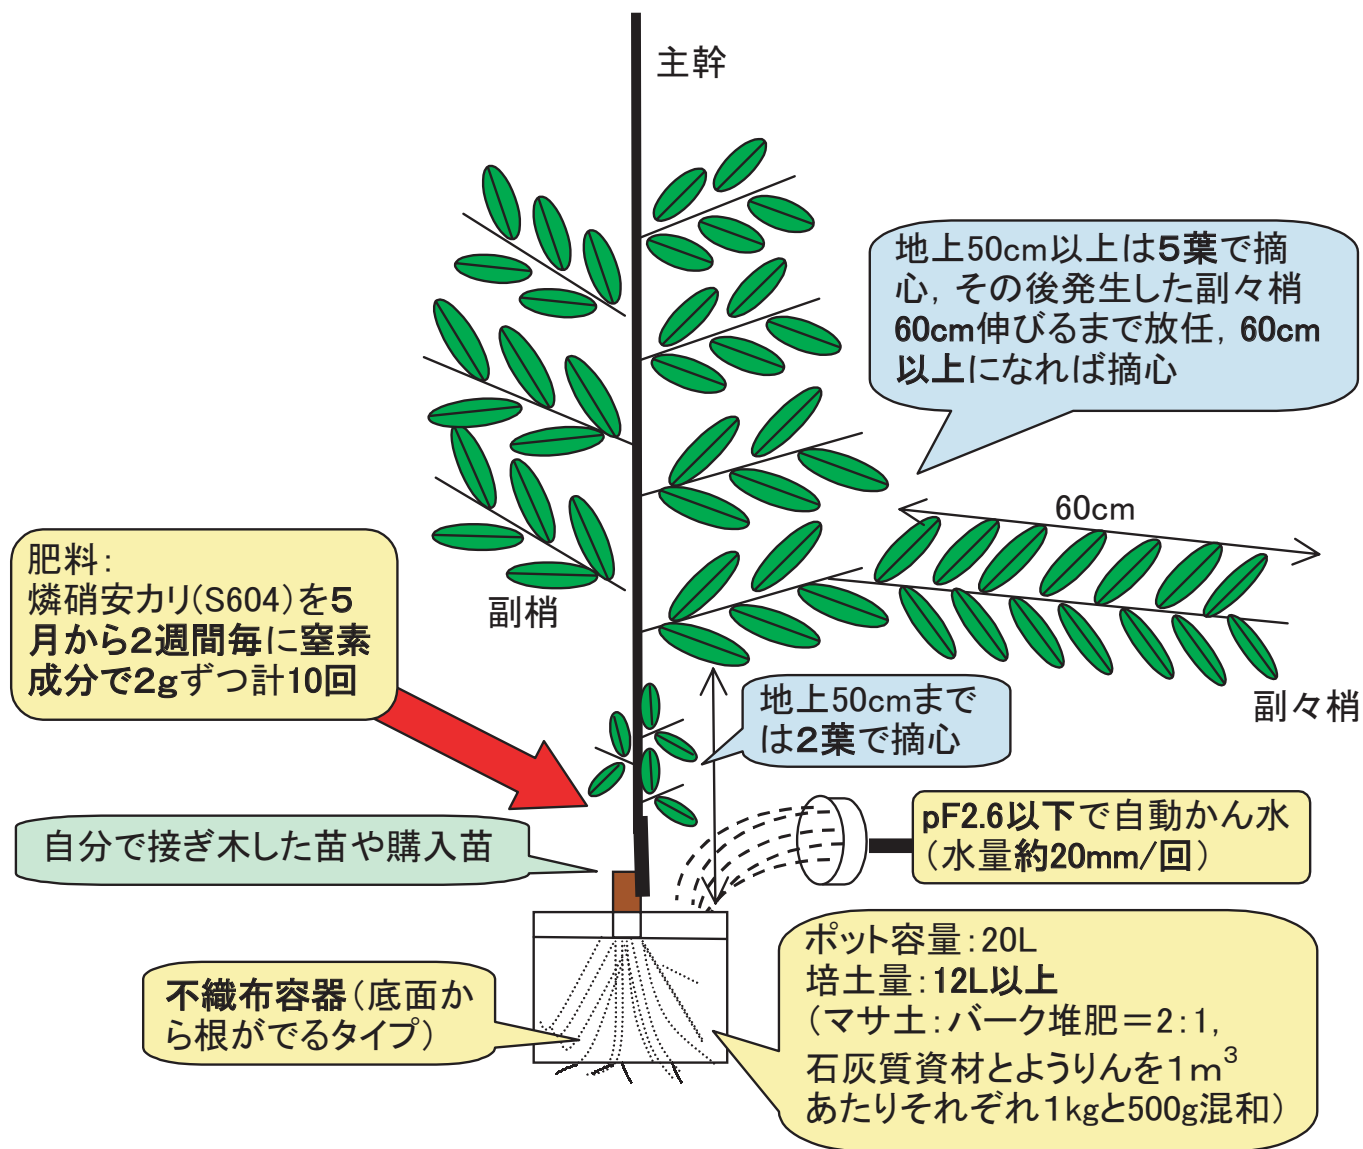 主幹
地上50cm以上は5葉で摘
心，その後発生した副々梢
60cm伸びるまで放任，60cm
以上になれば摘心
60cm
肥料：
燐硝安カリ(S604)を5
月から2週間毎に窒素
成分で2gずつ計10回
副梢
副々梢
地上50cmまで
は2葉で摘心
自分で接ぎ木した苗や購入苗
pF2.6以下で自動かん水
（水量約20mm/回）
不織布容器（底面か
ら根がでるタイプ）
ポット容量：20L
培土量：12L以上
（マサ土：バーク堆肥＝2：1，
石灰質資材とようりんを1m³
あたりそれぞれ1kgと500g混和）